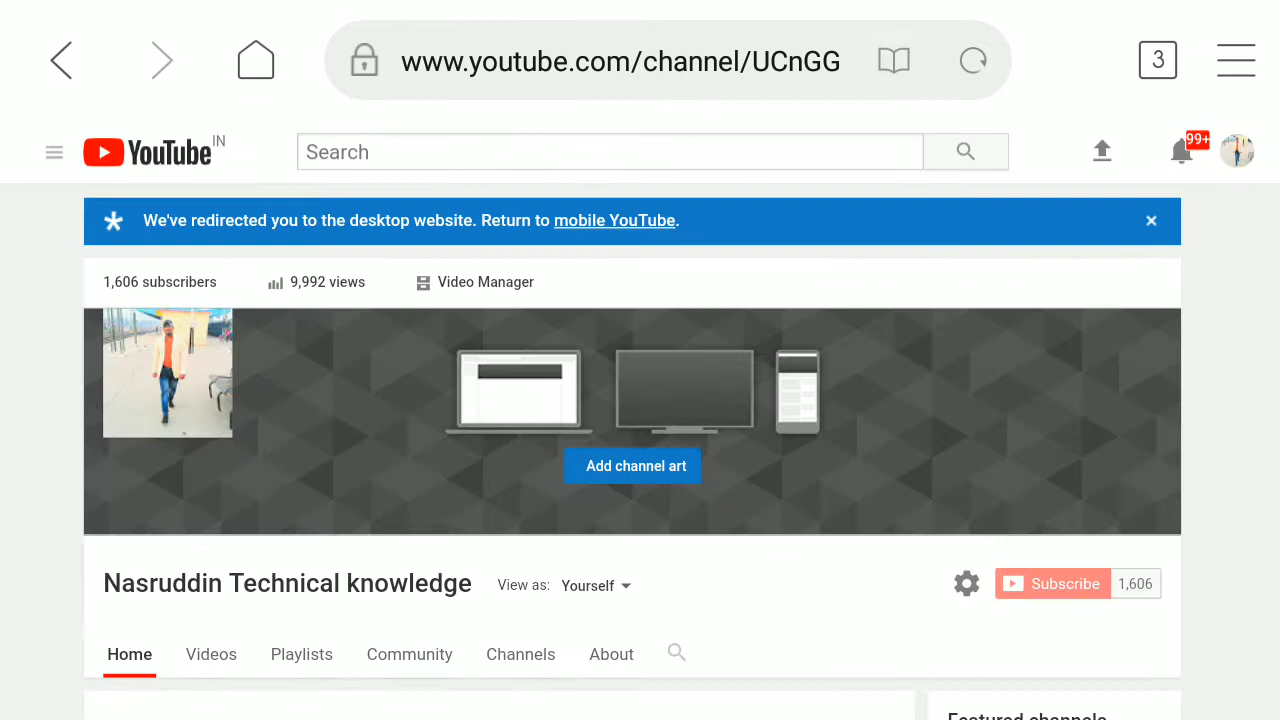 www.youtube.com/channel/UCnGG
3
YouTube IN
Search
99+
We've redirected you to the desktop website. Return to mobile YouTube.
1,606 subscribers
9,992 views
Video Manager
Add channel art
Nasruddin Technical knowledge
View as: Yourself
Subscribe 1,606
Home Videos Playlists Community Channels About
Featured channels